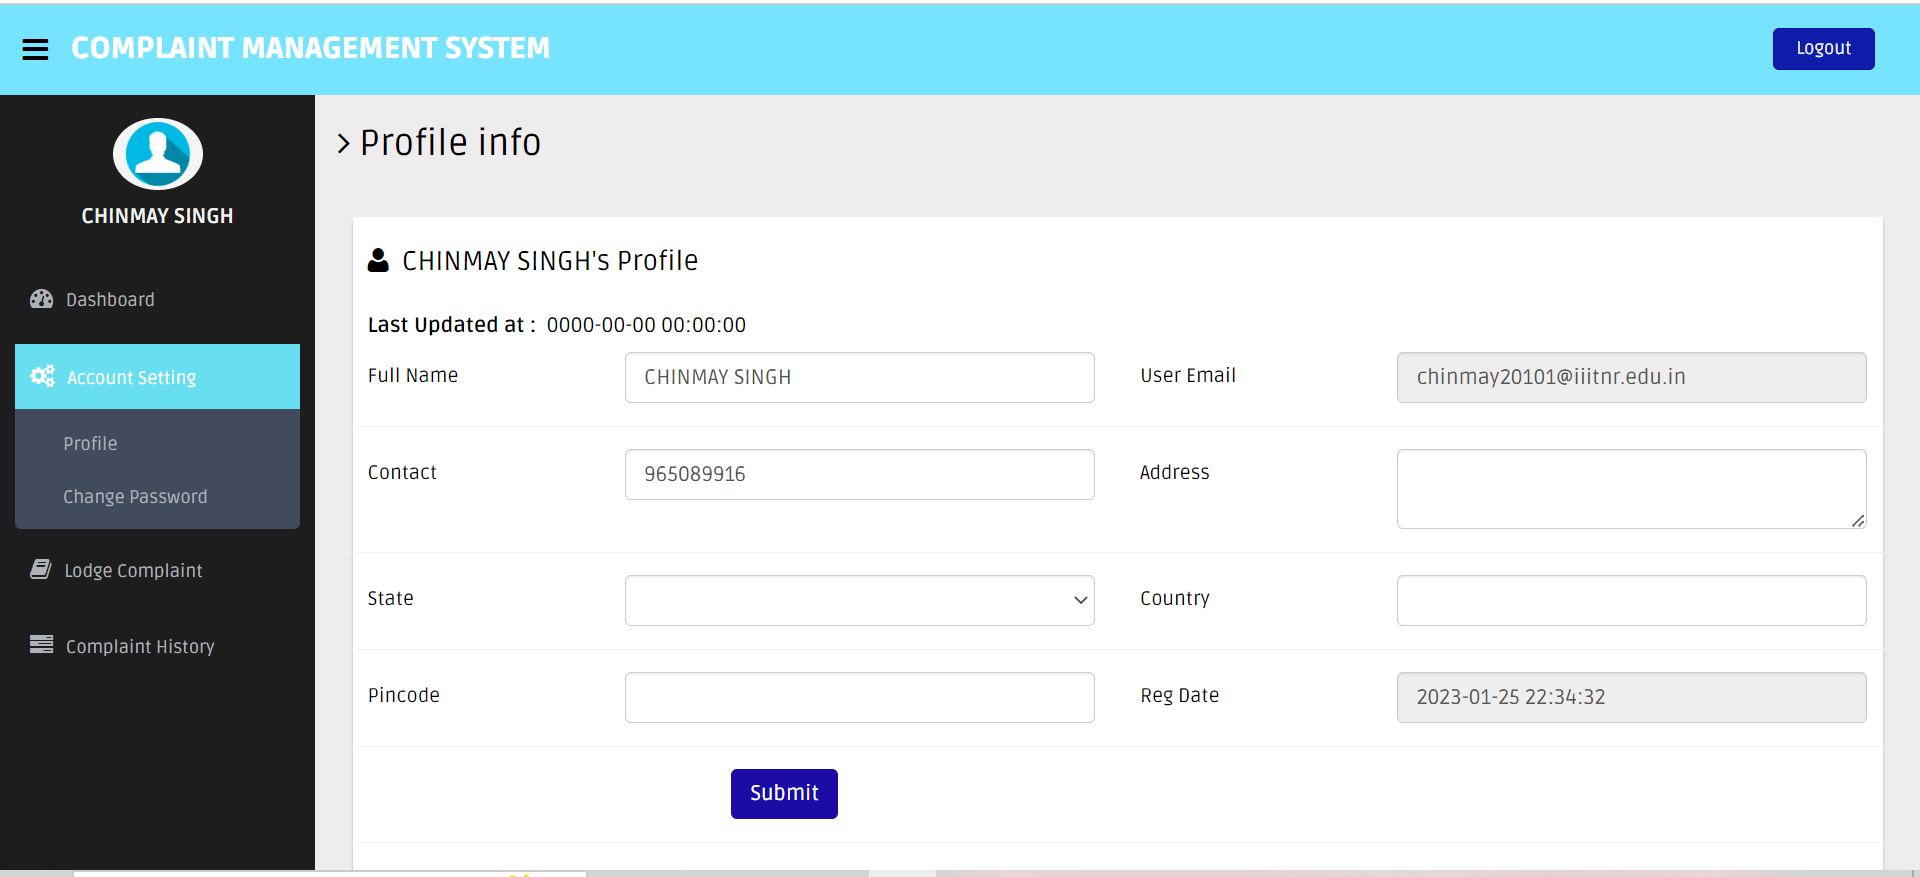 COMPLAINT MANAGEMENT SYSTEM
Logout
CHINMAY SINGH
Dashboard
Account Setting
Profile
Change Password
Lodge Complaint
Complaint History
> Profile info
CHINMAY SINGH's Profile
Last Updated at : 0000-00-00 00:00:00
Full Name CHINMAY SINGH User Email chinmay20101@iiitnr.edu.in
Contact 965089916 Address
State Country
Pincode Reg Date 2023-01-25 22:34:32
Submit